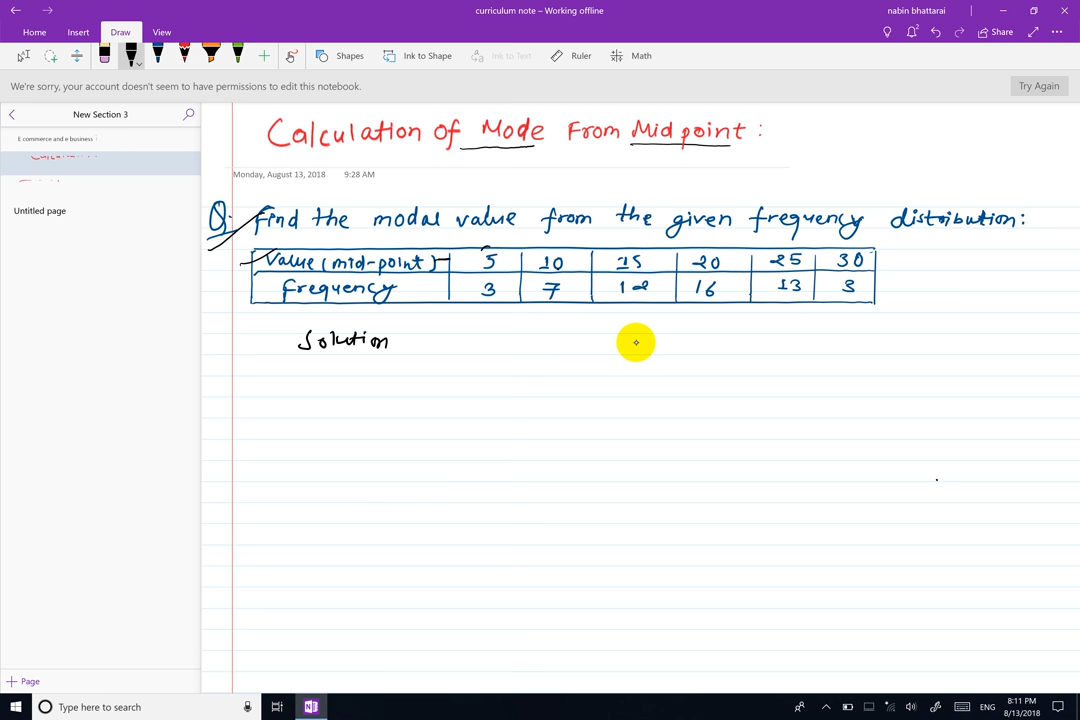 curriculum note – Working offline
nabin bhattarai
Home Insert Draw View
Share
Shapes Ink to Shape Ink to Text Ruler Math
We're sorry, your account doesn't seem to have permissions to edit this notebook.
Try Again
New Section 3
E commerce and e business
Untitled page
Page
Calculation of Mode From Midpoint:
Monday, August 13, 2018 9:28 AM
Q. Find the modal value from the given frequency distribution:
Value (mid-point) 5 10 15 20 25 30
frequency 3 7 12 16 13 3
Solution
Type here to search
ENG
8:11 PM
8/13/2018